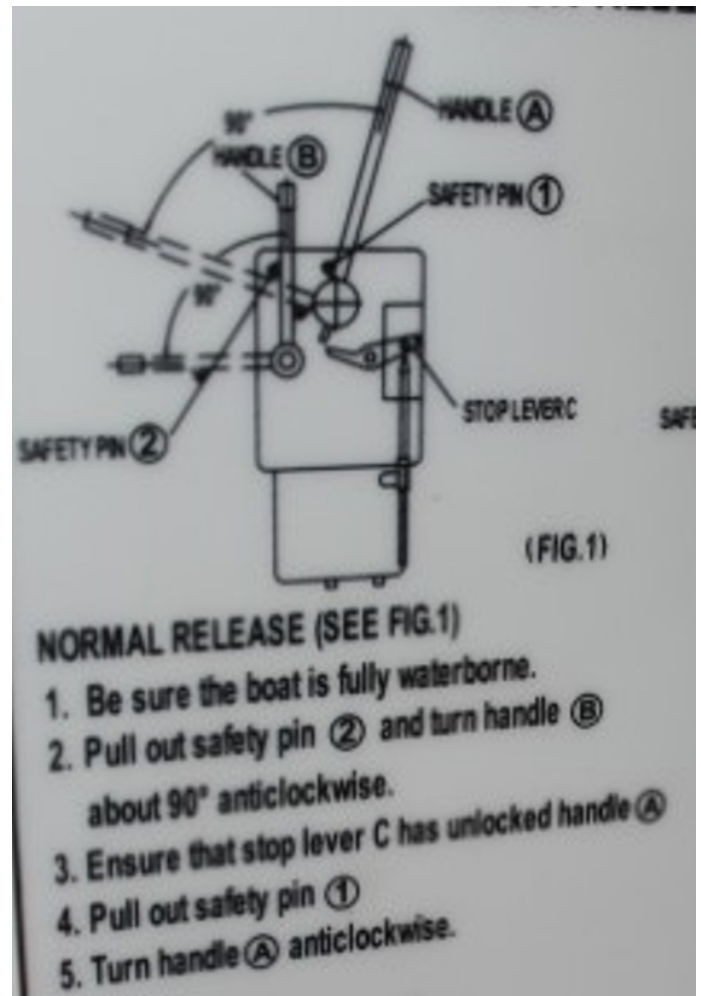 HANDLE Ⓐ
90°
HANDLE Ⓑ
SAFETY PIN ①
90°
STOP LEVER C
SAFETY PIN ②
(FIG.1)
NORMAL RELEASE (SEE FIG.1)
1. Be sure the boat is fully waterborne.
2. Pull out safety pin ② and turn handle Ⓑ
about 90° anticlockwise.
3. Ensure that stop lever C has unlocked handle Ⓐ
4. Pull out safety pin ①
5. Turn handle Ⓐ anticlockwise.